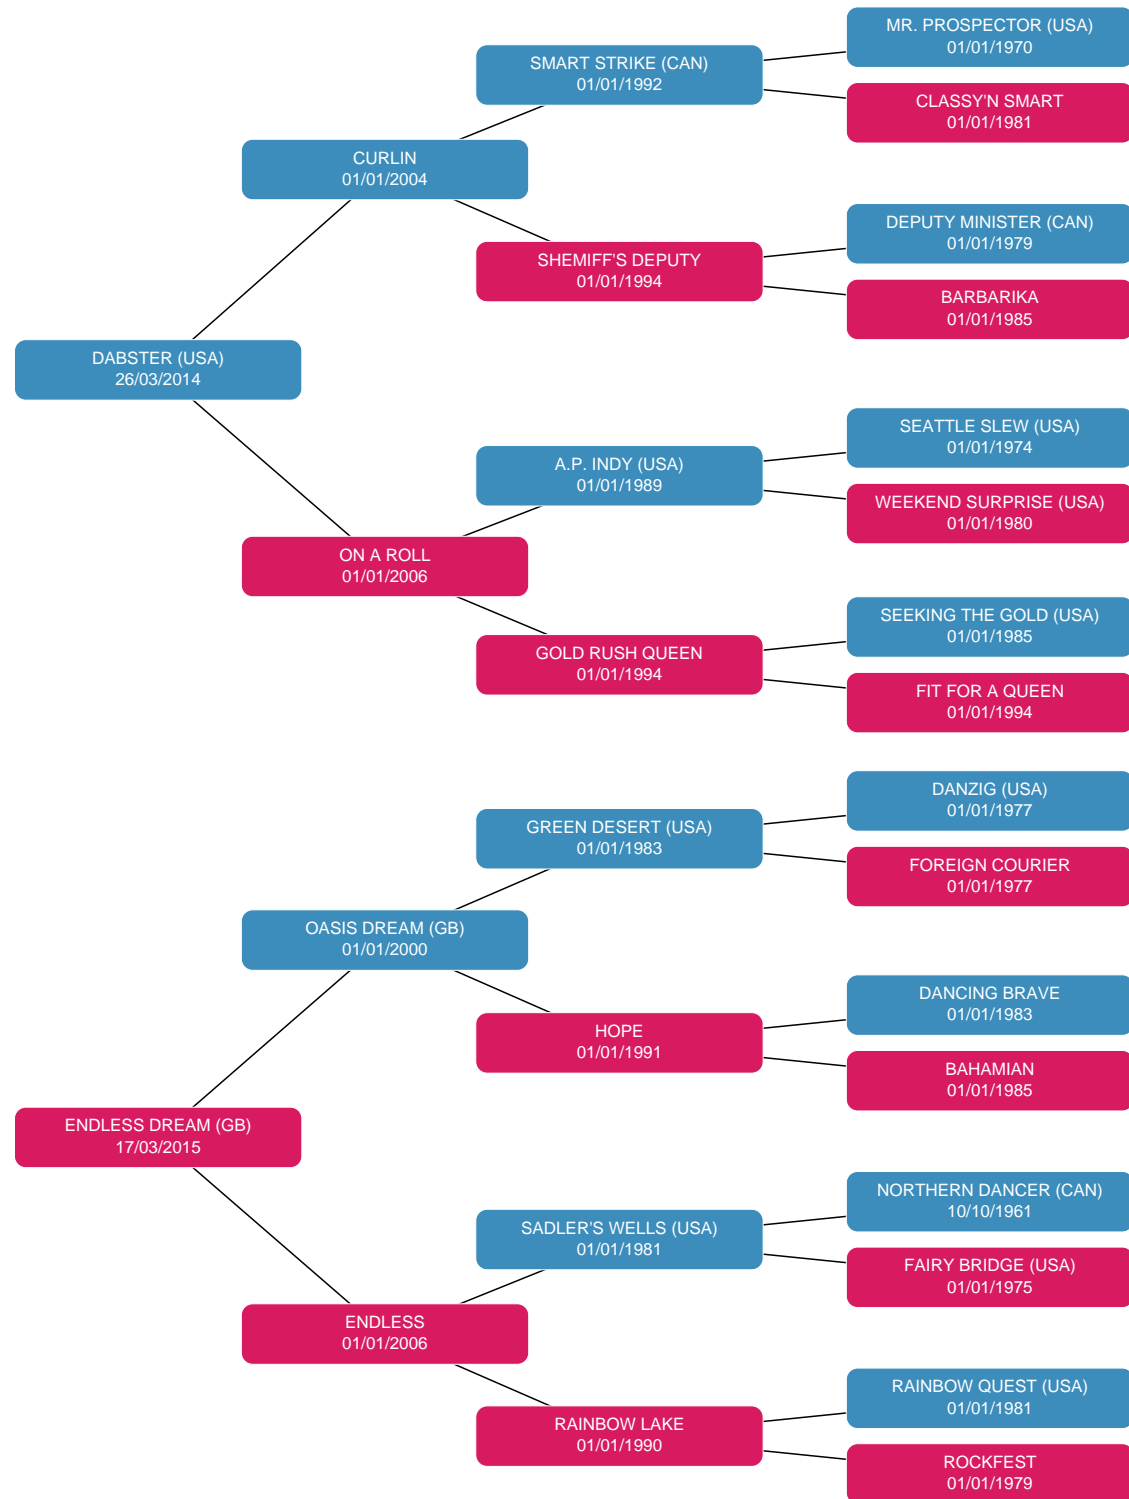 MR. PROSPECTOR (USA)
01/01/1970
SMART STRIKE (CAN)
01/01/1992
CLASSY'N SMART
01/01/1981
CURLIN
01/01/2004
DEPUTY MINISTER (CAN)
01/01/1979
SHEMIFF'S DEPUTY
01/01/1994
BARBARIKA
01/01/1985
DABSTER (USA)
26/03/2014
SEATTLE SLEW (USA)
01/01/1974
A.P. INDY (USA)
01/01/1989
WEEKEND SURPRISE (USA)
01/01/1980
ON A ROLL
01/01/2006
SEEKING THE GOLD (USA)
01/01/1985
GOLD RUSH QUEEN
01/01/1994
FIT FOR A QUEEN
01/01/1994
DANZIG (USA)
01/01/1977
GREEN DESERT (USA)
01/01/1983
FOREIGN COURIER
01/01/1977
OASIS DREAM (GB)
01/01/2000
DANCING BRAVE
01/01/1983
HOPE
01/01/1991
BAHAMIAN
01/01/1985
ENDLESS DREAM (GB)
17/03/2015
NORTHERN DANCER (CAN)
10/10/1961
SADLER'S WELLS (USA)
01/01/1981
FAIRY BRIDGE (USA)
01/01/1975
ENDLESS
01/01/2006
RAINBOW QUEST (USA)
01/01/1981
RAINBOW LAKE
01/01/1990
ROCKFEST
01/01/1979